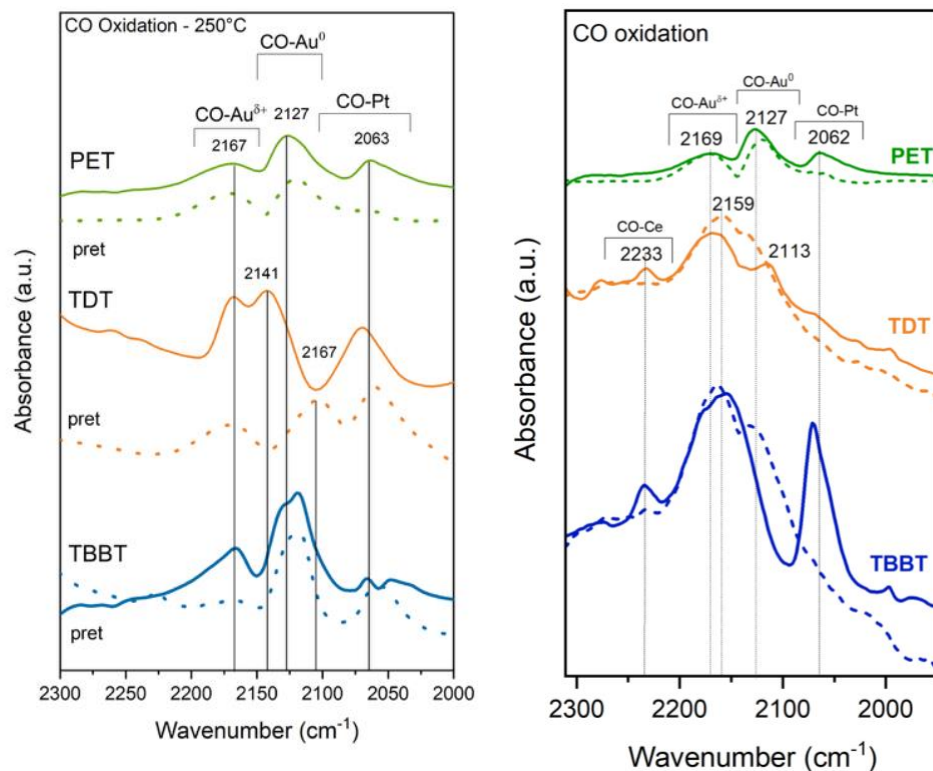 CO Oxidation - 250°C
CO-Au⁰
CO-Auᵟ⁺
CO-Pt
2127
2167
2063
PET
pret
TDT
2141
2167
pret
TBBT
pret
2300 2250 2200 2150 2100 2050 2000
Wavenumber (cm⁻¹)
Absorbance (a.u.)
CO oxidation
CO-Au⁰
CO-Auᵟ⁺
CO-Pt
2169
2127
2062
PET
2159
CO-Ce
2233
2113
TDT
TBBT
2300 2200 2100 2000
Wavenumber (cm⁻¹)
Absorbance (a.u.)